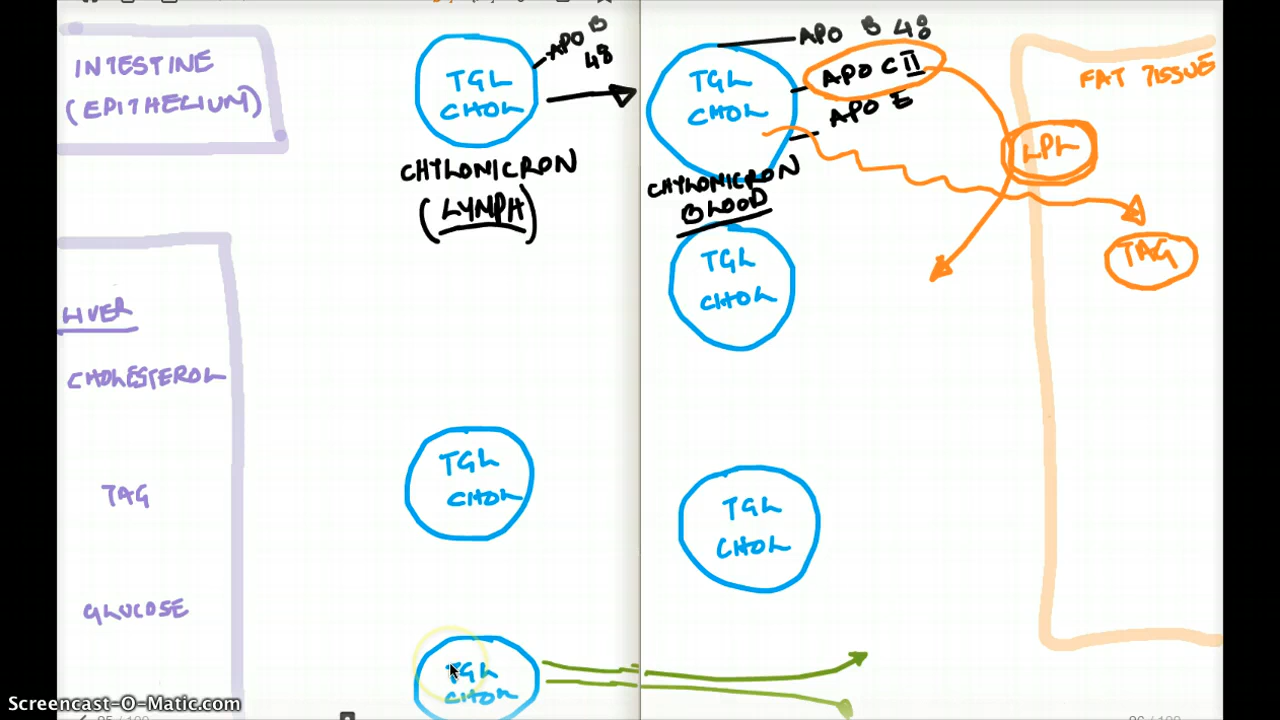 INTESTINE
(EPITHELIUM)
TGL
CHOL
APO B
48
CHYLOMICRON
(LYMPH)
TGL
CHOL
APO B 48
APO C II
APO E
CHYLOMICRON
BLOOD
FAT TISSUE
LPL
TAG
TGL
CHOL
LIVER
CHOLESTEROL
TAG
GLUCOSE
TGL
CHOL
TGL
CHOL
TGL
CHOL
Screencast-O-Matic.com